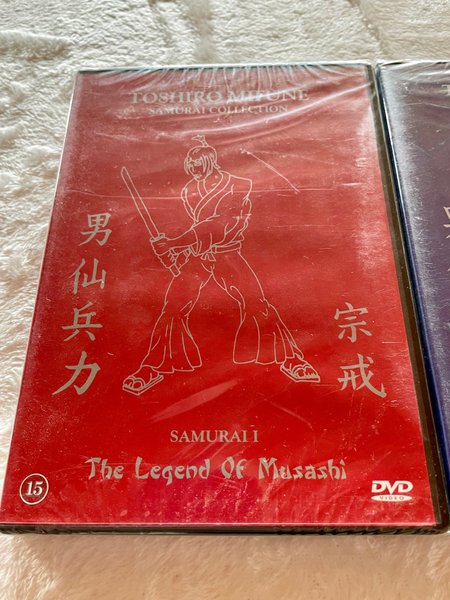 TOSHIRO MIFUNE
SAMURAI COLLECTION
男仙兵力
宗戒
SAMURAI I
The Legend Of Musashi
15
DVD
VIDEO